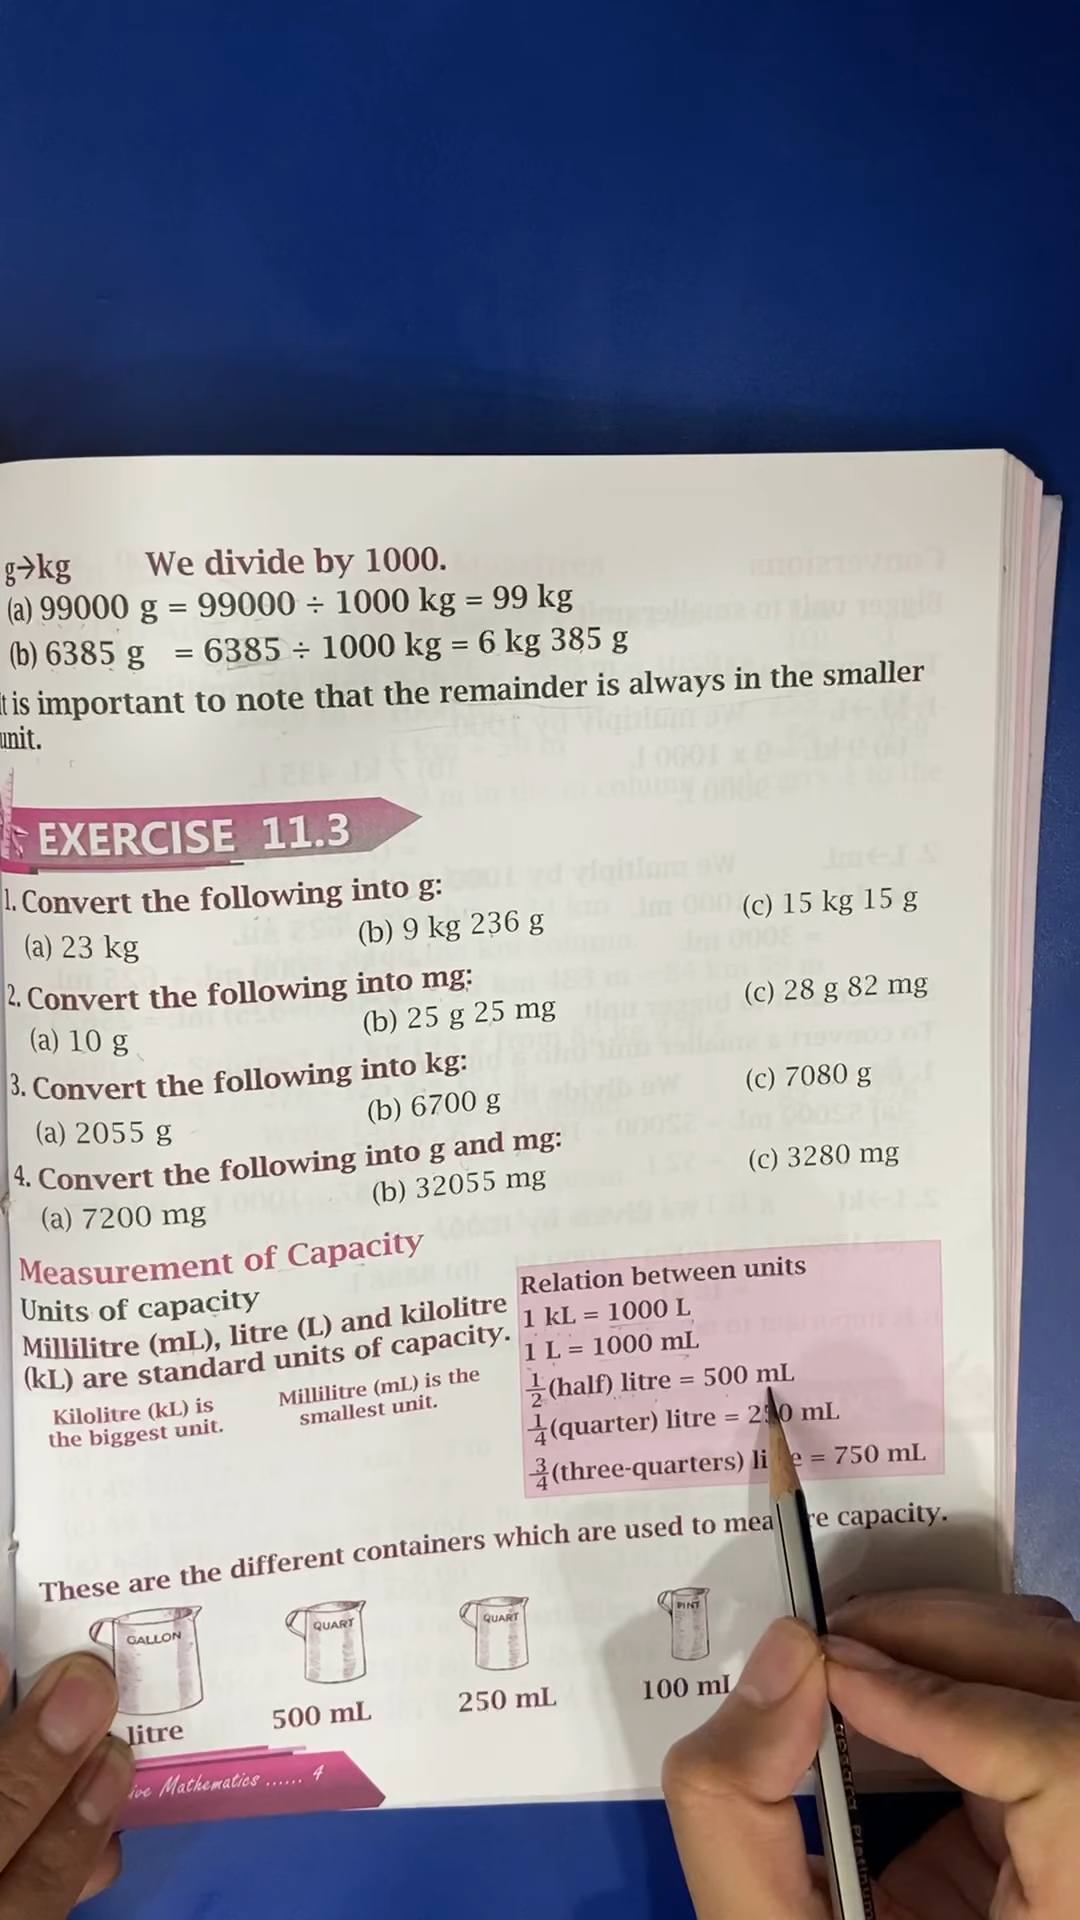 g→kg We divide by 1000.
(a) 99000 g = 99000 ÷ 1000 kg = 99 kg
(b) 6385 g = 6385 ÷ 1000 kg = 6 kg 385 g
t is important to note that the remainder is always in the smaller
unit.
EXERCISE 11.3
1. Convert the following into g:
(a) 23 kg (b) 9 kg 236 g (c) 15 kg 15 g
2. Convert the following into mg:
(a) 10 g (b) 25 g 25 mg (c) 28 g 82 mg
3. Convert the following into kg:
(a) 2055 g (b) 6700 g (c) 7080 g
4. Convert the following into g and mg:
(a) 7200 mg (b) 32055 mg (c) 3280 mg
Measurement of Capacity
Units of capacity
Millilitre (mL), litre (L) and kilolitre
(kL) are standard units of capacity.
Kilolitre (kL) is
the biggest unit.
Millilitre (mL) is the
smallest unit.
Relation between units
1 kL = 1000 L
1 L = 1000 mL
1/2 (half) litre = 500 mL
1/4 (quarter) litre = 250 mL
3/4 (three-quarters) li e = 750 mL
These are the different containers which are used to mea re capacity.
GALLON QUART QUART PINT
litre 500 mL 250 mL 100 mL
ive Mathematics ...... 4
Platinum